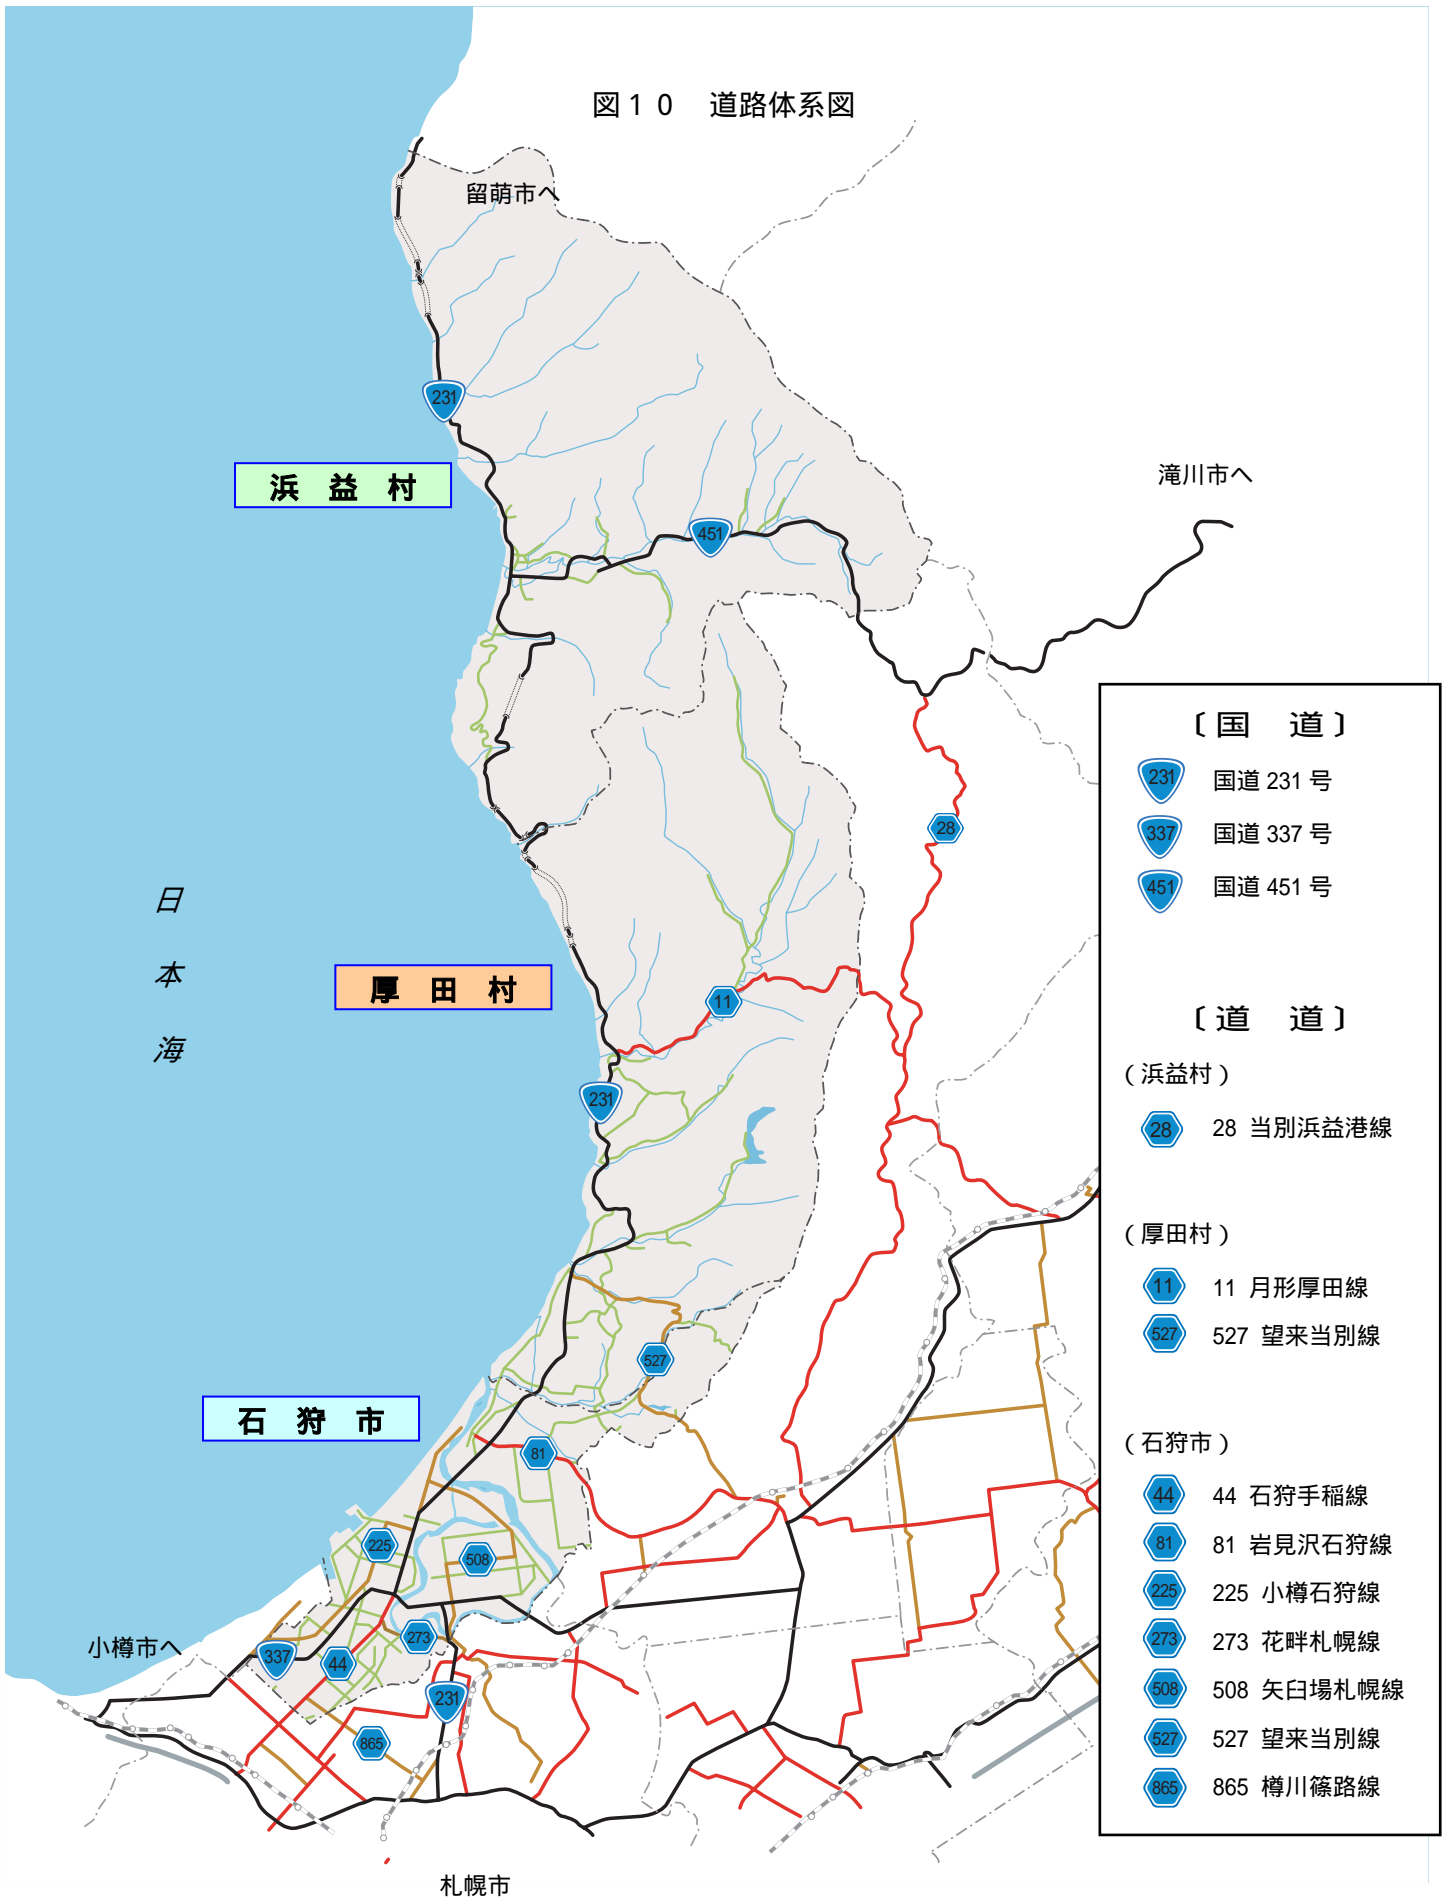 図１０　道路体系図
留萌市へ
231
浜 益 村
滝川市へ
451
28
日
本
海
厚 田 村
11
231
527
石 狩 市
81
225
508
273
小樽市へ
337
44
231
865
札幌市
〔国　道〕
231 国道 231 号
337 国道 337 号
451 国道 451 号
〔道　道〕
（浜益村）
28 28 当別浜益港線
（厚田村）
11 11 月形厚田線
527 527 望来当別線
（石狩市）
44 44 石狩手稲線
81 81 岩見沢石狩線
225 225 小樽石狩線
273 273 花畔札幌線
508 508 矢臼場札幌線
527 527 望来当別線
865 865 樽川篠路線